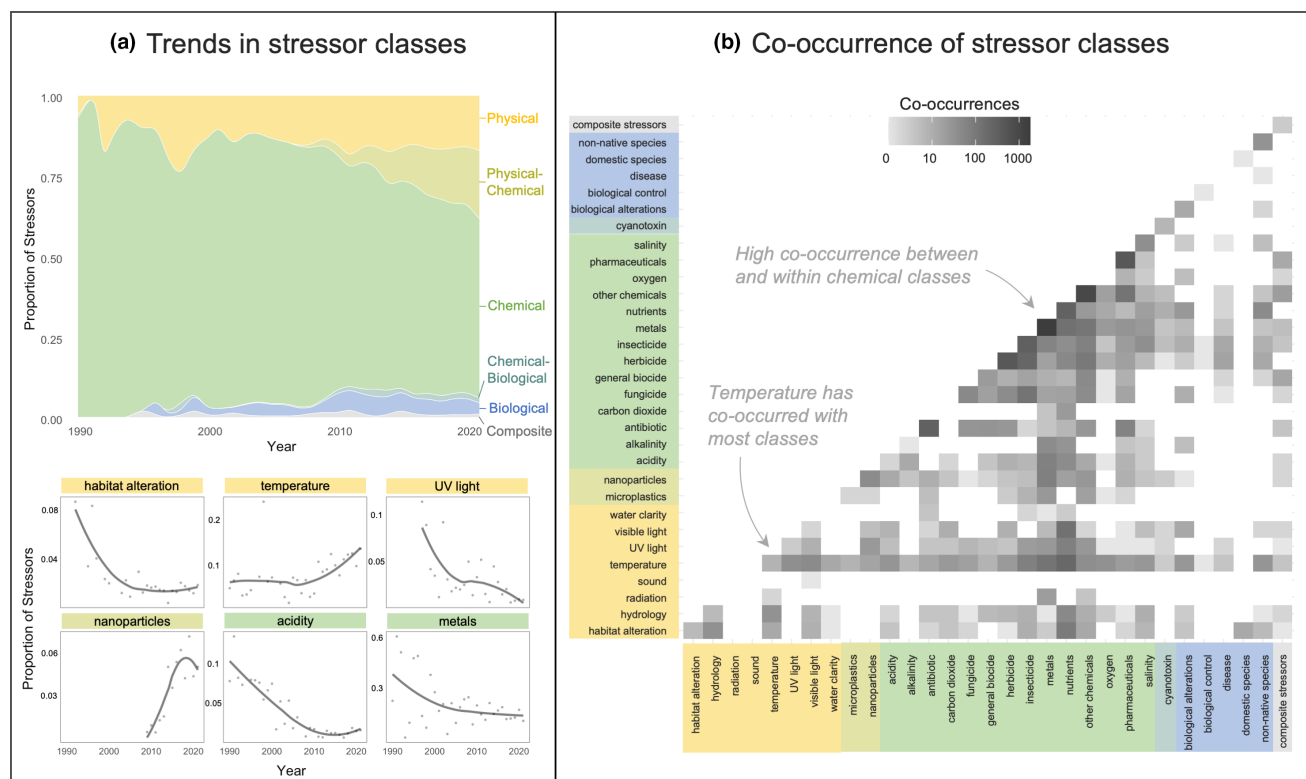 (a) Trends in stressor classes
1.00
0.75
0.50
0.25
0.00
Proportion of Stressors
1990
2000
2010
2020
Year
Physical
Physical-
Chemical
Chemical
Chemical-
Biological
Biological
Composite
habitat alteration
temperature
UV light
0.08
0.04
0.2
0.1
0.1
0.05
nanoparticles
acidity
metals
0.06
0.03
0.1
0.05
0.6
0.3
Proportion of Stressors
1990
2000
2010
2020
1990
2000
2010
2020
1990
2000
2010
2020
Year
(b) Co-occurrence of stressor classes
Co-occurrences
0
10
100
1000
High co-occurrence between
and within chemical classes
Temperature has
co-occurred with
most classes
composite stressors
non-native species
domestic species
disease
biological control
biological alterations
cyanotoxin
salinity
pharmaceuticals
oxygen
other chemicals
nutrients
metals
insecticide
herbicide
general biocide
fungicide
carbon dioxide
antibiotic
alkalinity
acidity
nanoparticles
microplastics
water clarity
visible light
UV light
temperature
sound
radiation
hydrology
habitat alteration
habitat alteration
hydrology
radiation
sound
temperature
UV light
visible light
water clarity
microplastics
nanoparticles
acidity
alkalinity
antibiotic
carbon dioxide
fungicide
general biocide
herbicide
insecticide
metals
nutrients
other chemicals
oxygen
pharmaceuticals
salinity
cyanotoxin
biological alterations
biological control
disease
domestic species
non-native species
composite stressors